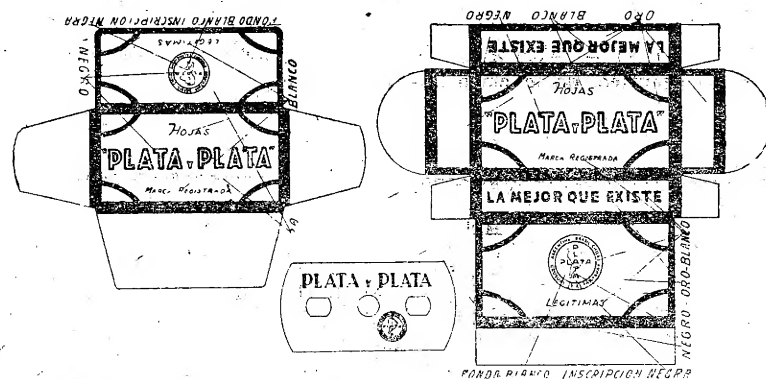 FONDO BLANCO INSCRIPCION NEGRA
NEGRO
BLANCO
LEGITIMAS
HOJAS
"PLATA Y PLATA"
MARCA REGISTRADA
PLATA Y PLATA
NEGRO BLANCO ORO
LA MEJOR QUE EXISTE
HOJAS
"PLATA Y PLATA"
MARCA REGISTRADA
LA MEJOR QUE EXISTE
PLATA
LEGITIMAS
NEGRO ORO-BLANCO
FONDO BLANCO INSCRIPCION NEGRA